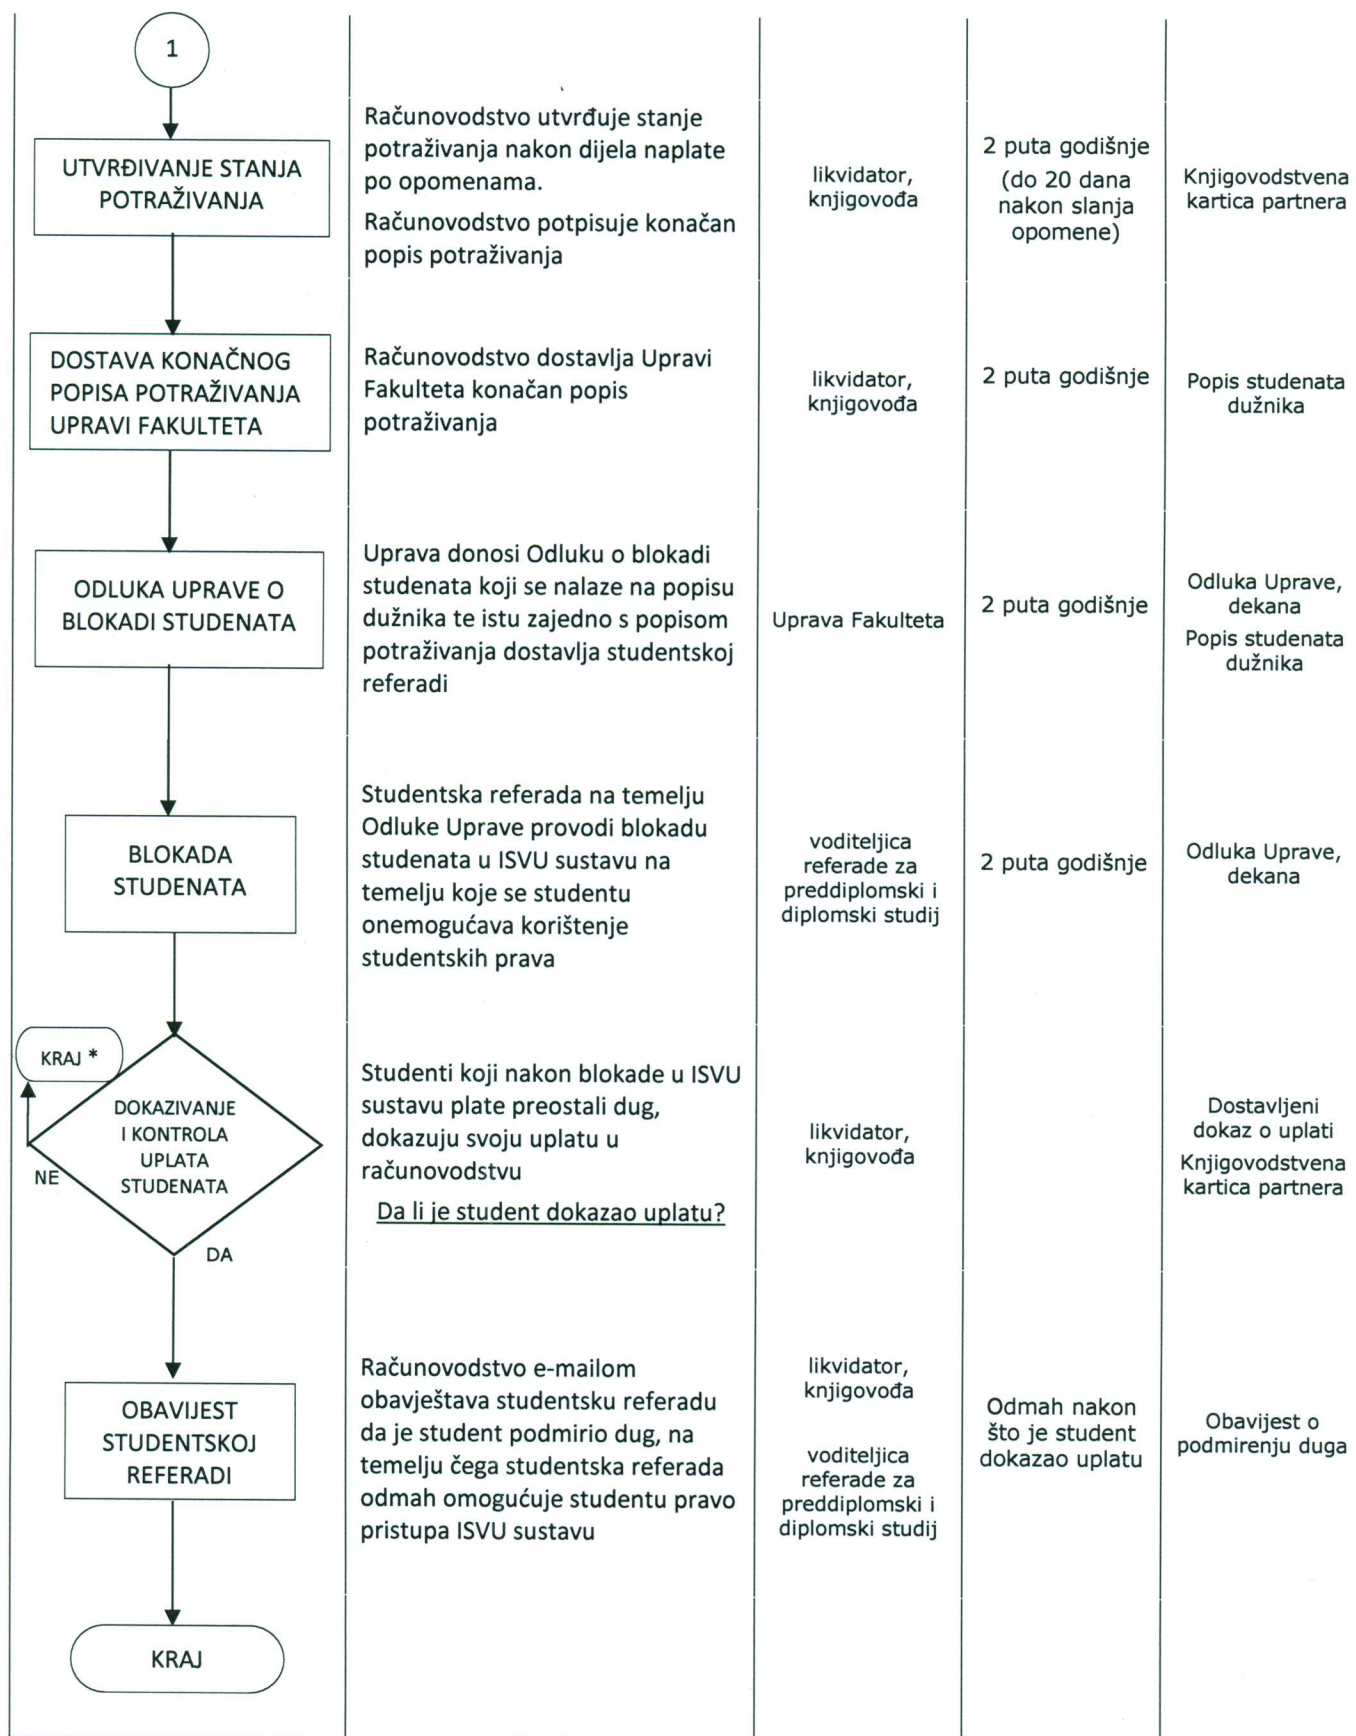 1
UTVRĐIVANJE STANJA
POTRAŽIVANJA
Računovodstvo utvrđuje stanje
potraživanja nakon dijela naplate
po opomenama.
Računovodstvo potpisuje konačan
popis potraživanja
likvidator,
knjigovođa
2 puta godišnje
(do 20 dana
nakon slanja
opomene)
Knjigovodstvena
kartica partnera
DOSTAVA KONAČNOG
POPISA POTRAŽIVANJA
UPRAVI FAKULTETA
Računovodstvo dostavlja Upravi
Fakulteta konačan popis
potraživanja
likvidator,
knjigovođa
2 puta godišnje
Popis studenata
dužnika
ODLUKA UPRAVE O
BLOKADI STUDENATA
Uprava donosi Odluku o blokadi
studenata koji se nalaze na popisu
dužnika te istu zajedno s popisom
potraživanja dostavlja studentskoj
referadi
Uprava Fakulteta
2 puta godišnje
Odluka Uprave,
dekana
Popis studenata
dužnika
BLOKADA
STUDENATA
Studentska referada na temelju
Odluke Uprave provodi blokadu
studenata u ISVU sustavu na
temelju koje se studentu
onemogućava korištenje
studentskih prava
voditeljica
referade za
preddiplomski i
diplomski studij
2 puta godišnje
Odluka Uprave,
dekana
KRAJ *
DOKAZIVANJE
I KONTROLA
UPLATA
STUDENATA
NE
DA
Studenti koji nakon blokade u ISVU
sustavu plate preostali dug,
dokazuju svoju uplatu u
računovodstvu
Da li je student dokazao uplatu?
likvidator,
knjigovođa
Dostavljeni
dokaz o uplati
Knjigovodstvena
kartica partnera
OBAVIJEST
STUDENTSKOJ
REFERADI
Računovodstvo e-mailom
obavještava studentsku referadu
da je student podmirio dug, na
temelju čega studentska referada
odmah omogućuje studentu pravo
pristupa ISVU sustavu
likvidator,
knjigovođa
voditeljica
referade za
preddiplomski i
diplomski studij
Odmah nakon
što je student
dokazao uplatu
Obavijest o
podmirenju duga
KRAJ